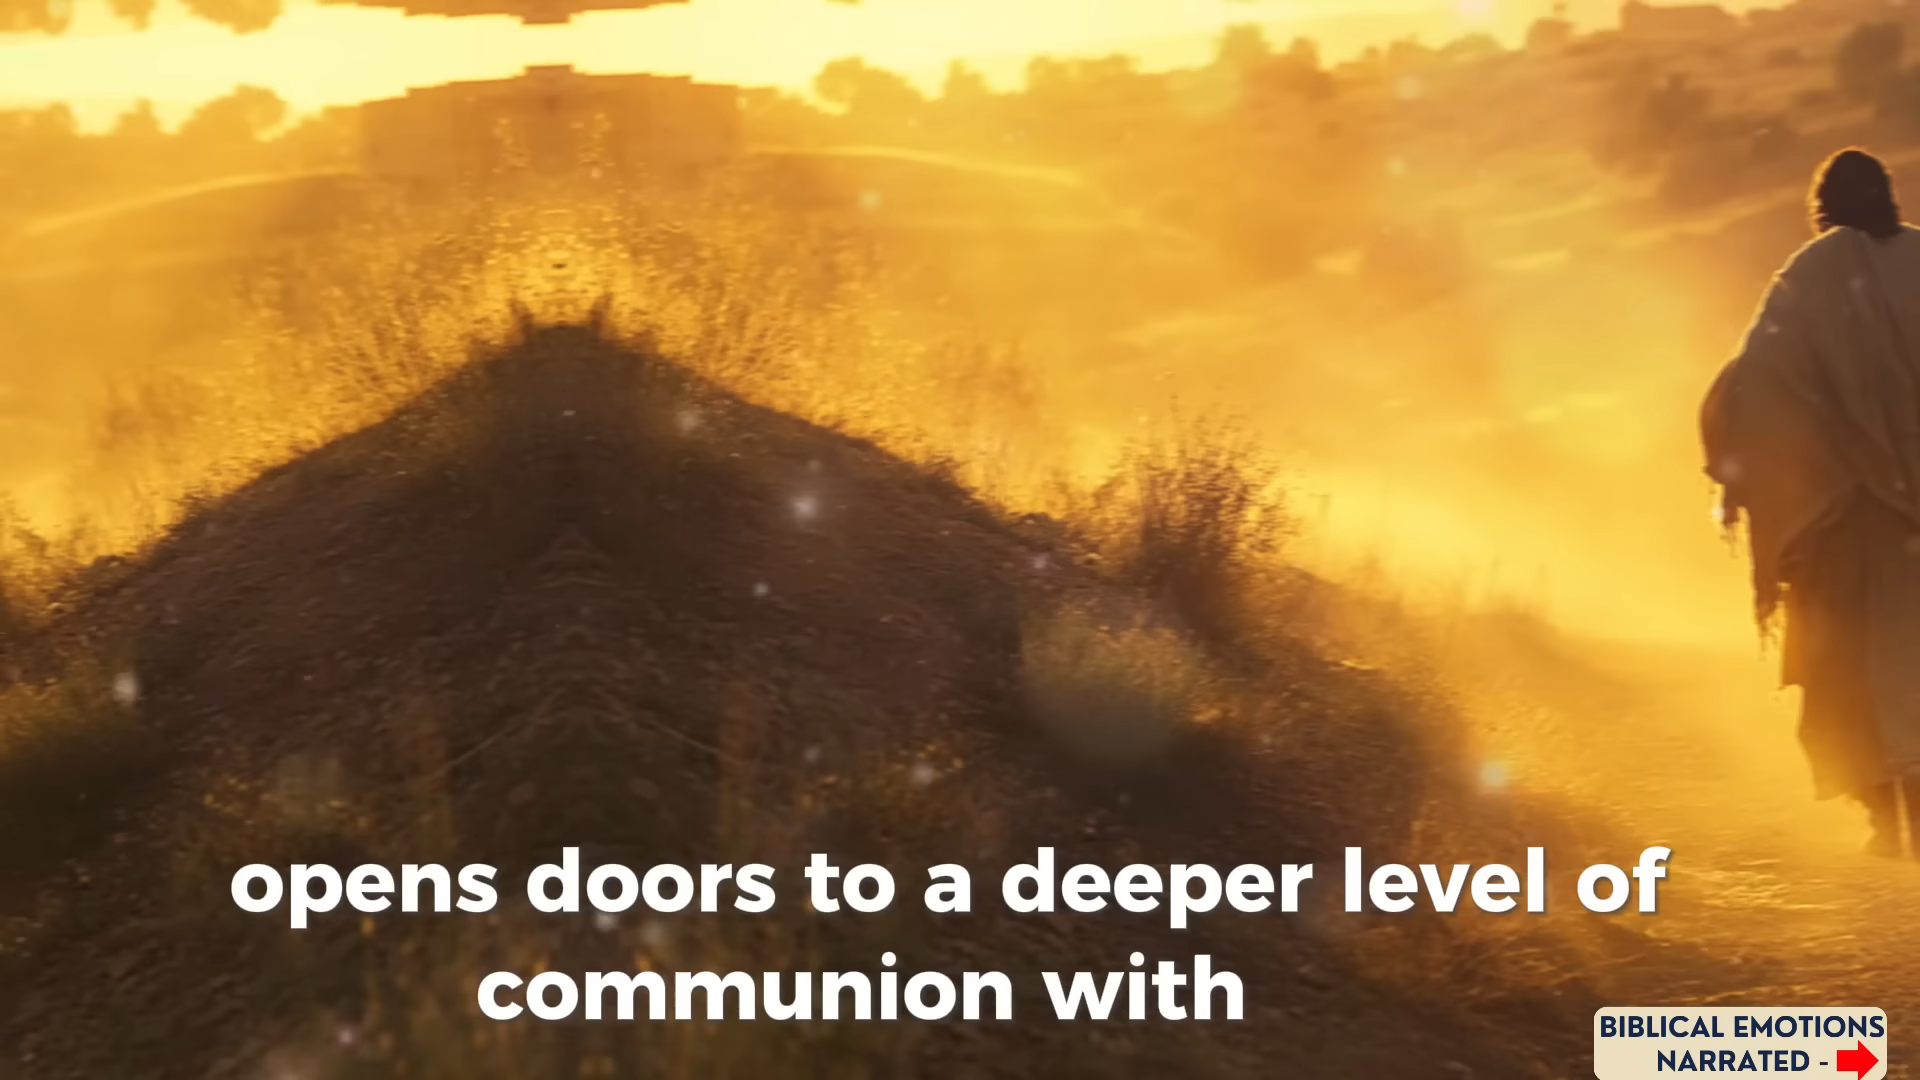 opens doors to a deeper level of
communion with
BIBLICAL EMOTIONS
NARRATED -